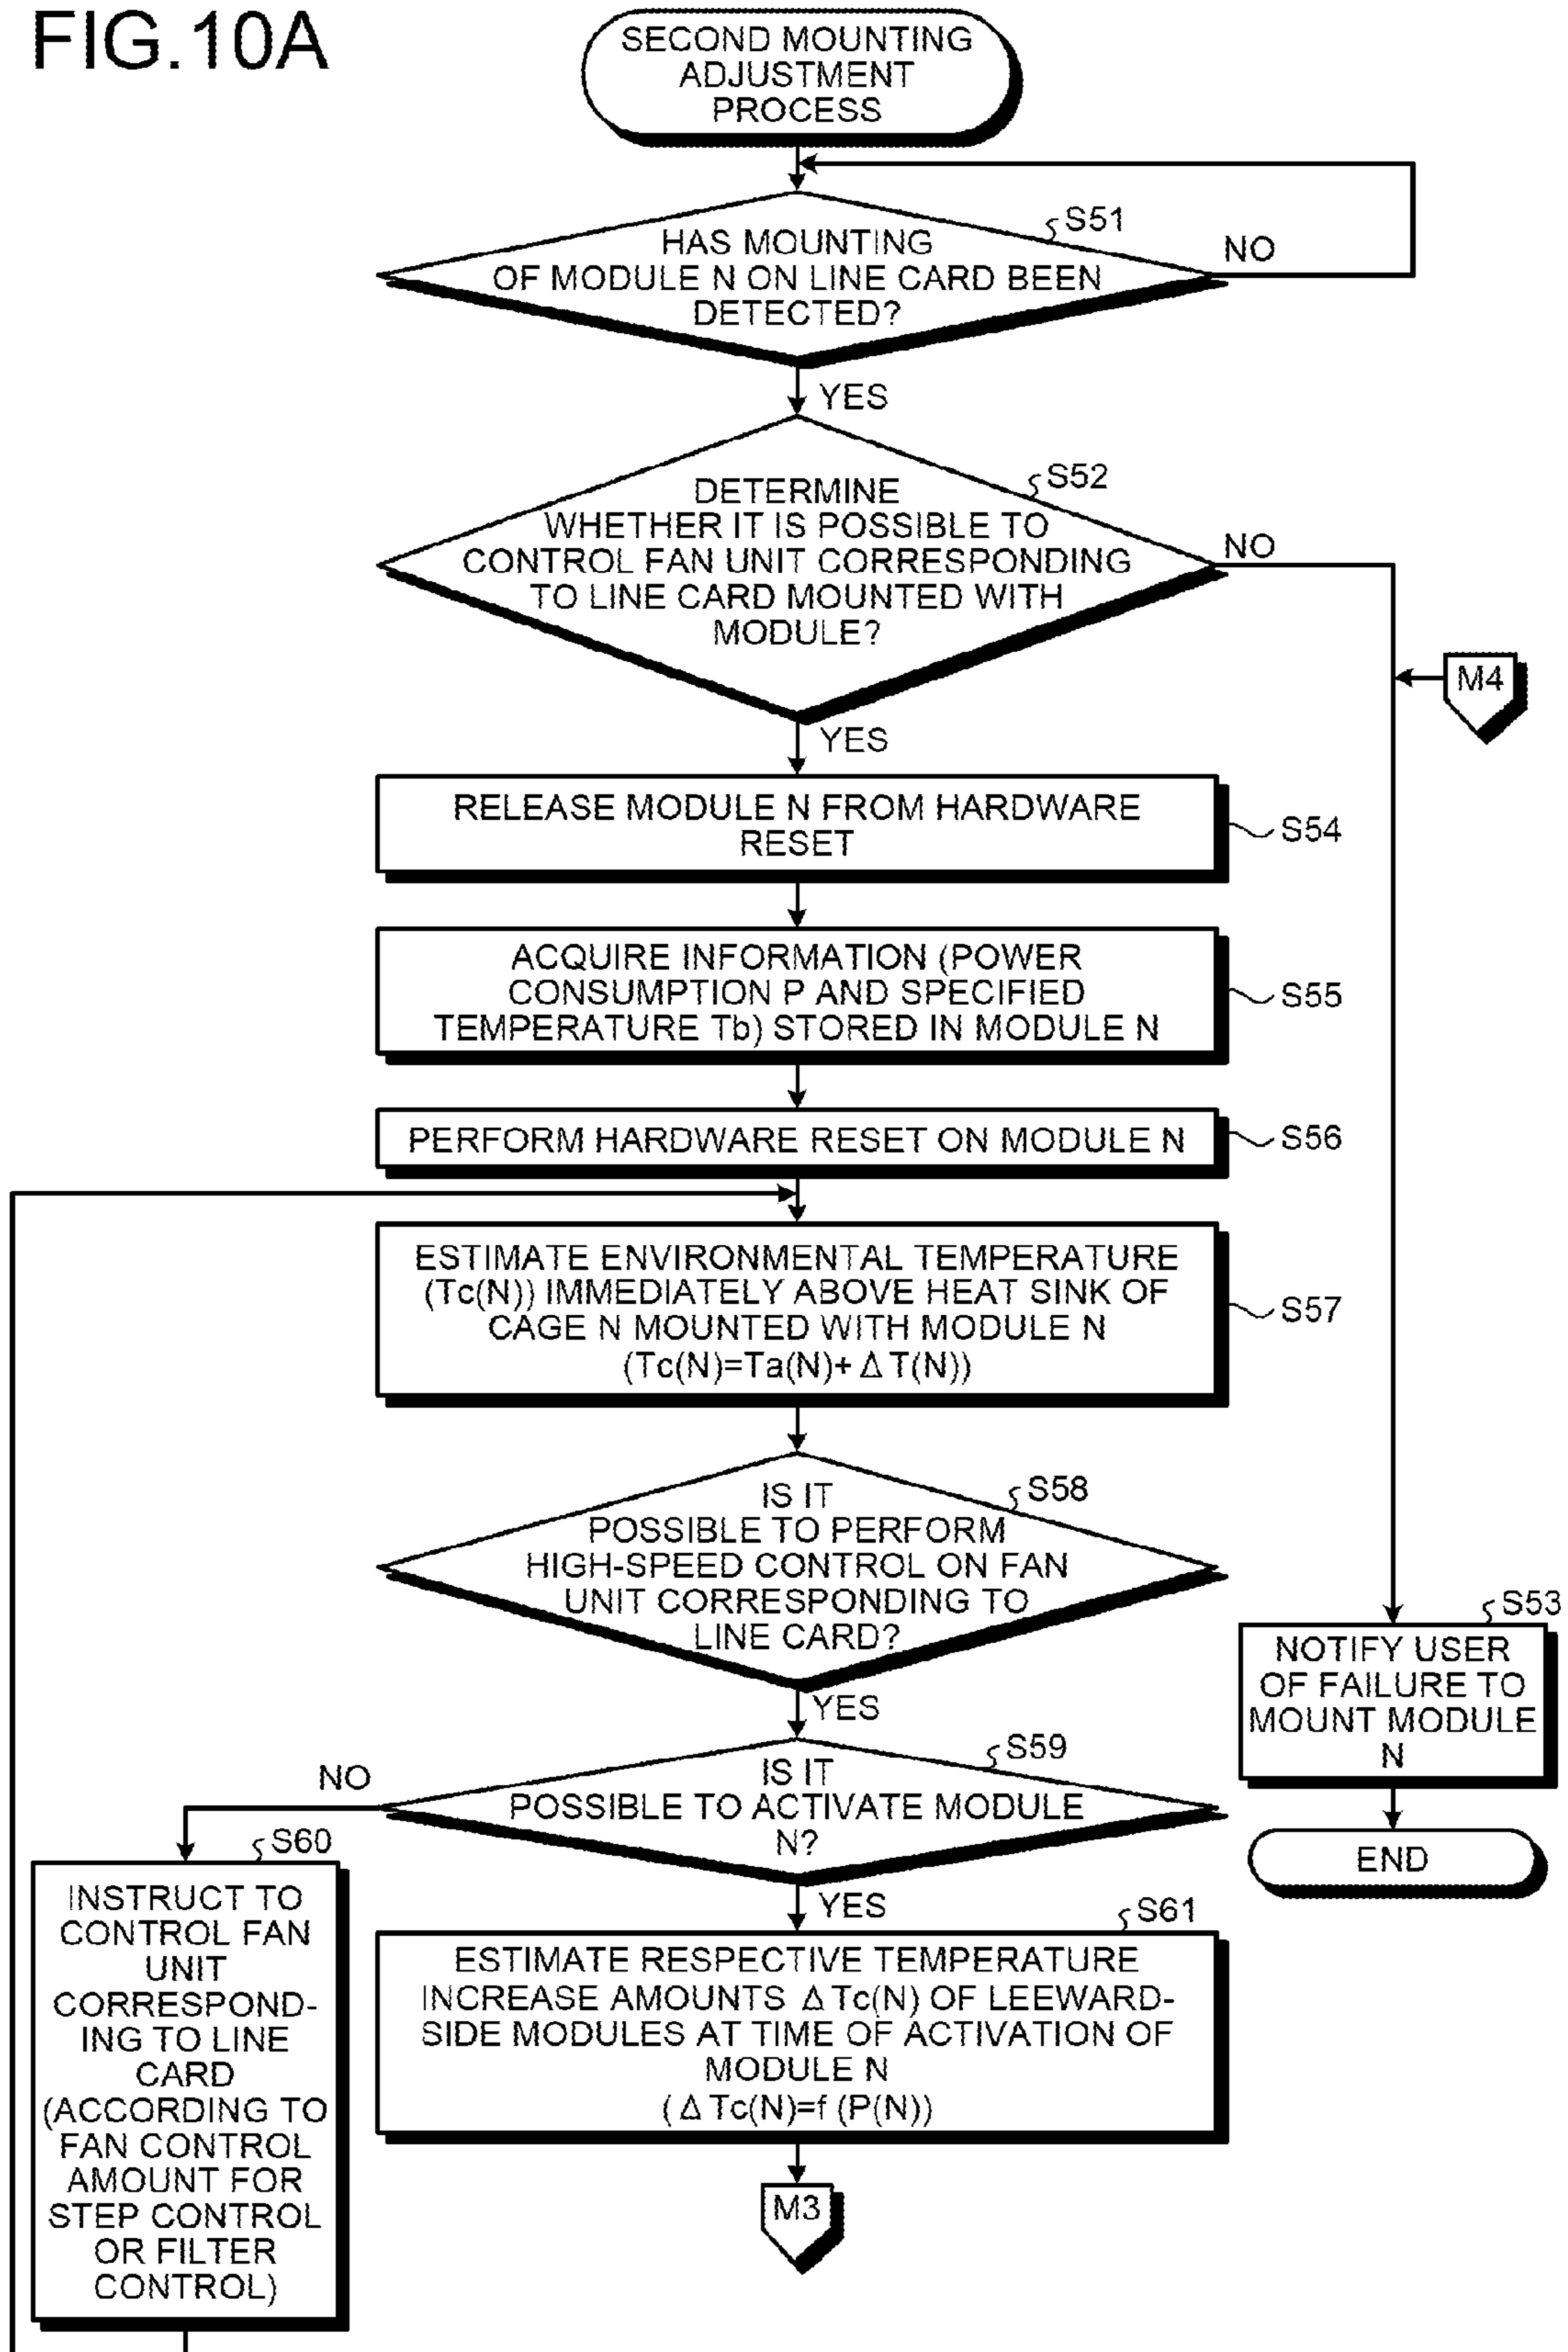 FIG.10A
SECOND MOUNTING
ADJUSTMENT
PROCESS
S51
HAS MOUNTING
OF MODULE N ON LINE CARD BEEN
DETECTED?
NO
YES
S52
DETERMINE
WHETHER IT IS POSSIBLE TO
CONTROL FAN UNIT CORRESPONDING
TO LINE CARD MOUNTED WITH
MODULE?
NO
M4
YES
RELEASE MODULE N FROM HARDWARE
RESET
S54
ACQUIRE INFORMATION (POWER
CONSUMPTION P AND SPECIFIED
TEMPERATURE Tb) STORED IN MODULE N
S55
PERFORM HARDWARE RESET ON MODULE N
S56
ESTIMATE ENVIRONMENTAL TEMPERATURE
(Tc(N)) IMMEDIATELY ABOVE HEAT SINK OF
CAGE N MOUNTED WITH MODULE N
(Tc(N)=Ta(N)+ΔT(N))
S57
S58
IS IT
POSSIBLE TO PERFORM
HIGH-SPEED CONTROL ON FAN
UNIT CORRESPONDING TO
LINE CARD?
YES
S53
NOTIFY USER
OF FAILURE TO
MOUNT MODULE
N
END
S59
IS IT
POSSIBLE TO ACTIVATE MODULE
N?
NO
YES
S60
INSTRUCT TO
CONTROL FAN
UNIT
CORRESPOND-
ING TO LINE
CARD
(ACCORDING TO
FAN CONTROL
AMOUNT FOR
STEP CONTROL
OR FILTER
CONTROL)
S61
ESTIMATE RESPECTIVE TEMPERATURE
INCREASE AMOUNTS ΔTc(N) OF LEEWARD-
SIDE MODULES AT TIME OF ACTIVATION OF
MODULE N
(ΔTc(N)=f (P(N))
M3